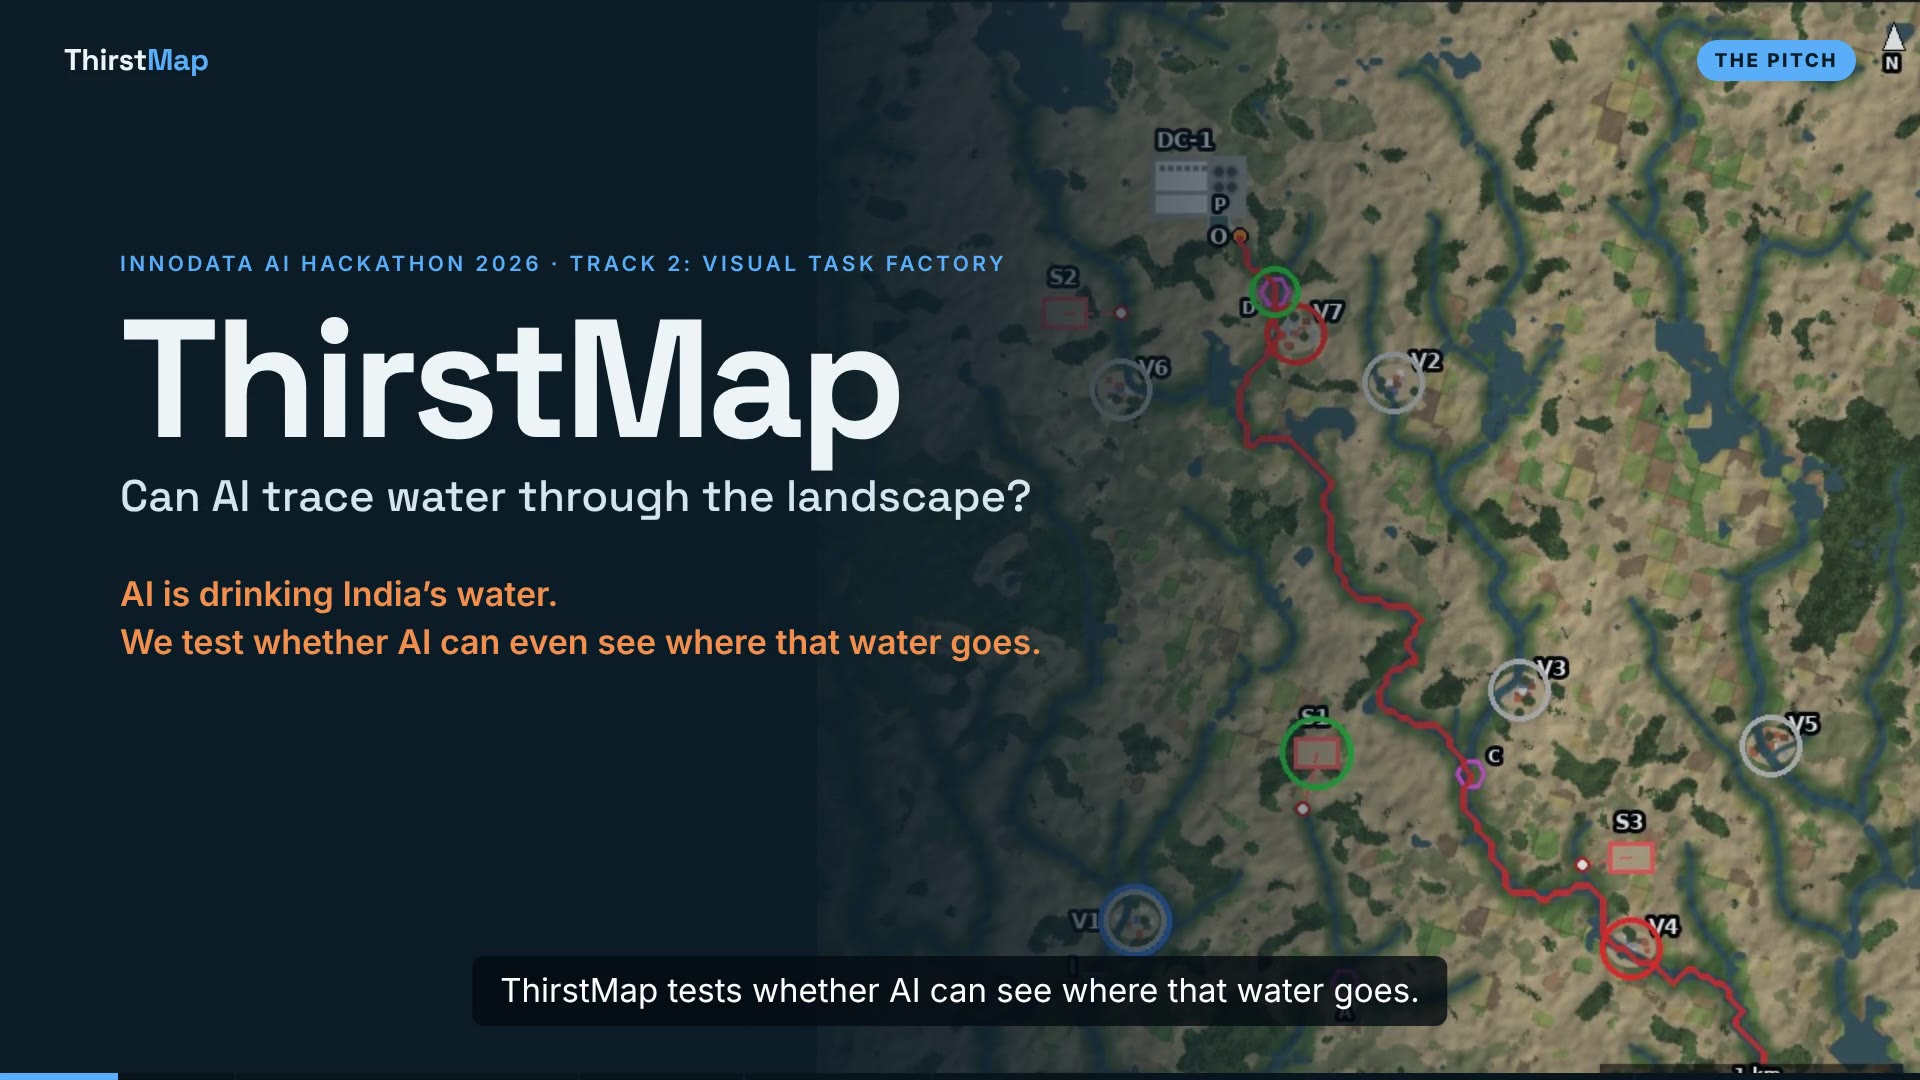 ThirstMap
THE PITCH
N
INNODATA AI HACKATHON 2026 · TRACK 2: VISUAL TASK FACTORY
ThirstMap
Can AI trace water through the landscape?
AI is drinking India’s water.
We test whether AI can even see where that water goes.
DC-1
P
O
S2
D
V7
V6
V2
V3
S1
V5
C
S3
V1
V4
ThirstMap tests whether AI can see where that water goes.
1 km